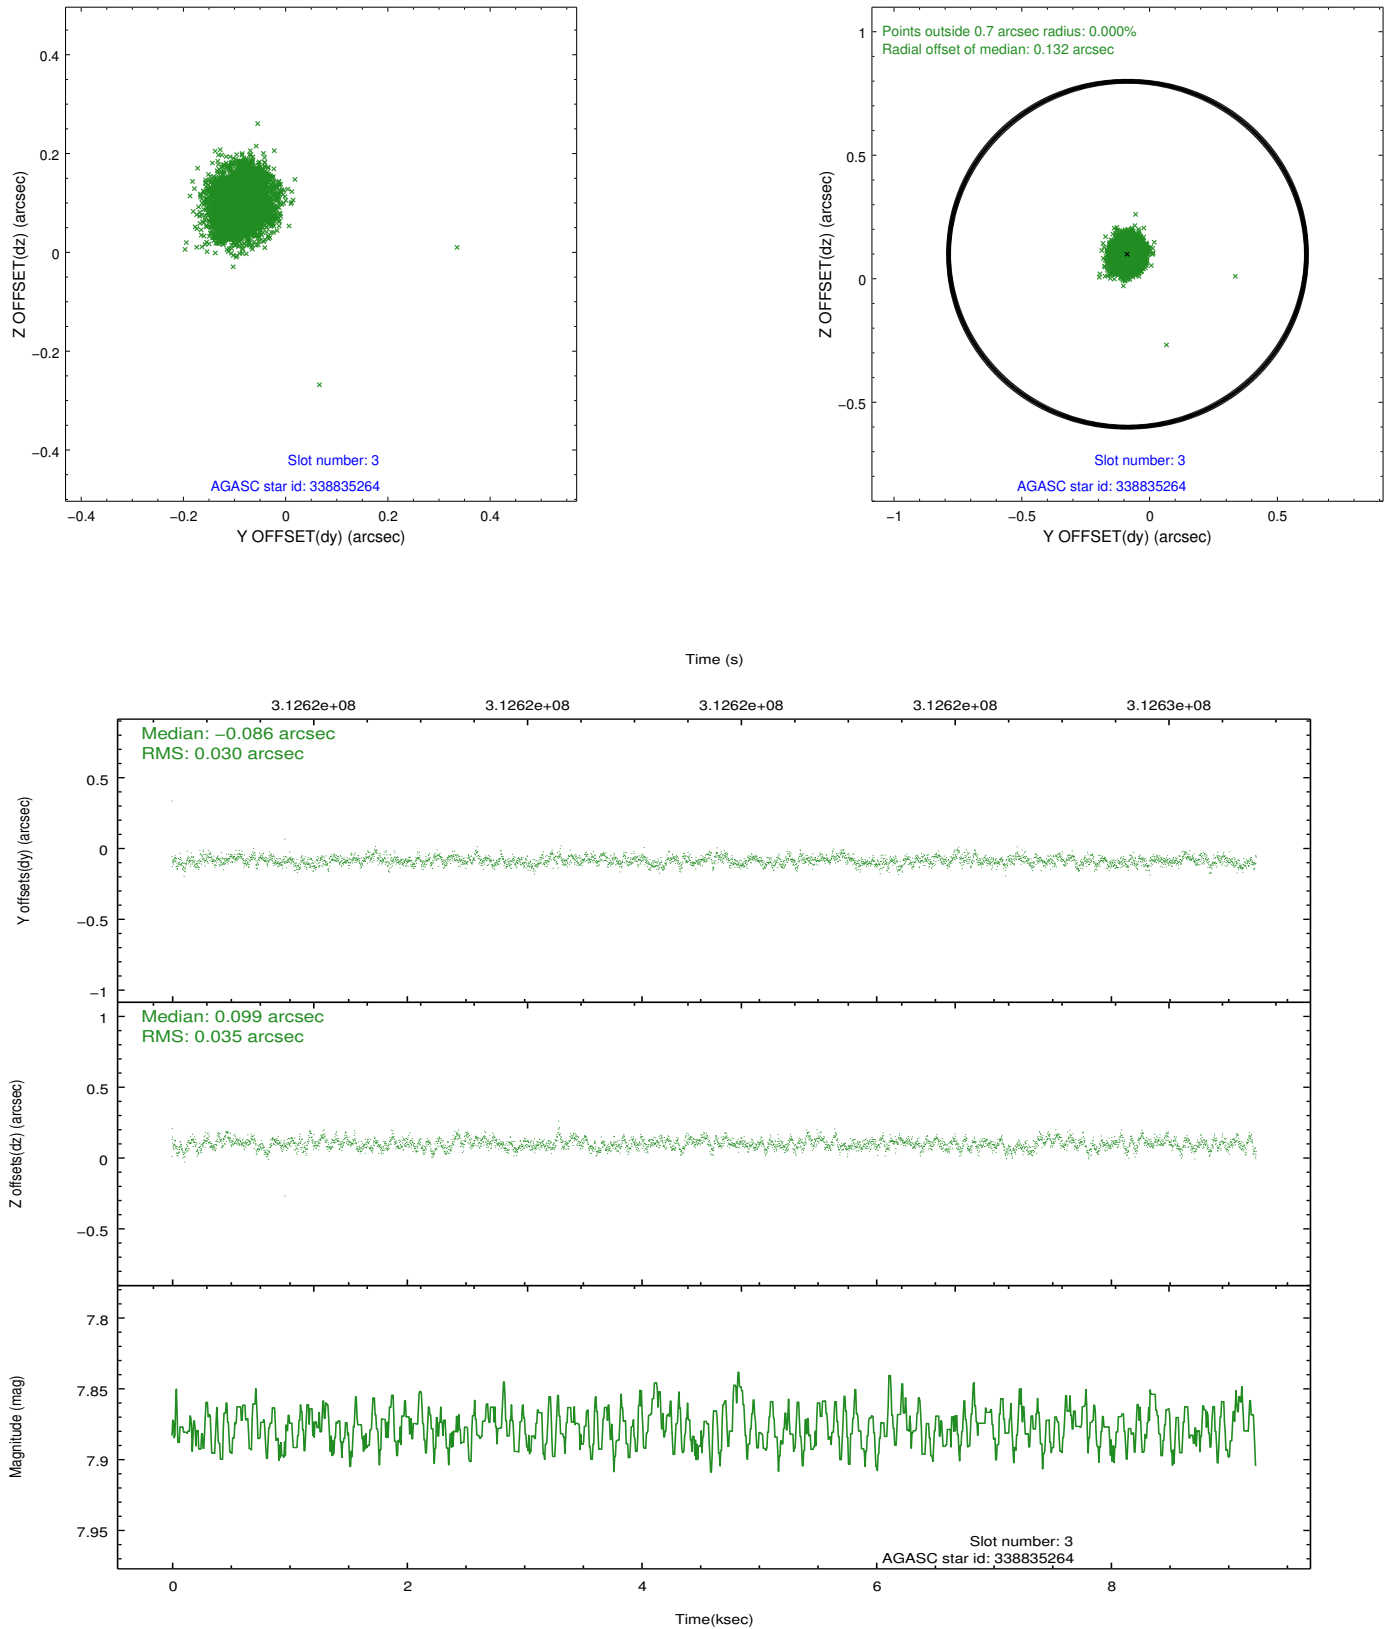 0.4
0.2
0
−0.2
−0.4
Z OFFSET(dz) (arcsec)
Slot number: 3
AGASC star id: 338835264
−0.4
−0.2
0
0.2
0.4
Y OFFSET(dy) (arcsec)
Points outside 0.7 arcsec radius: 0.000%
Radial offset of median: 0.132 arcsec
1
0.5
0
−0.5
Z OFFSET(dz) (arcsec)
Slot number: 3
AGASC star id: 338835264
−1
−0.5
0
0.5
Y OFFSET(dy) (arcsec)
Time (s)
3.1262e+08
3.1262e+08
3.1262e+08
3.1262e+08
3.1263e+08
Median: −0.086 arcsec
RMS: 0.030 arcsec
0.5
0
−0.5
−1
Y offsets(dy) (arcsec)
Median: 0.099 arcsec
RMS: 0.035 arcsec
1
0.5
0
−0.5
Z offsets(dz) (arcsec)
7.8
7.85
7.9
7.95
Magnitude (mag)
Slot number: 3
AGASC star id: 338835264
0
2
4
6
8
Time(ksec)